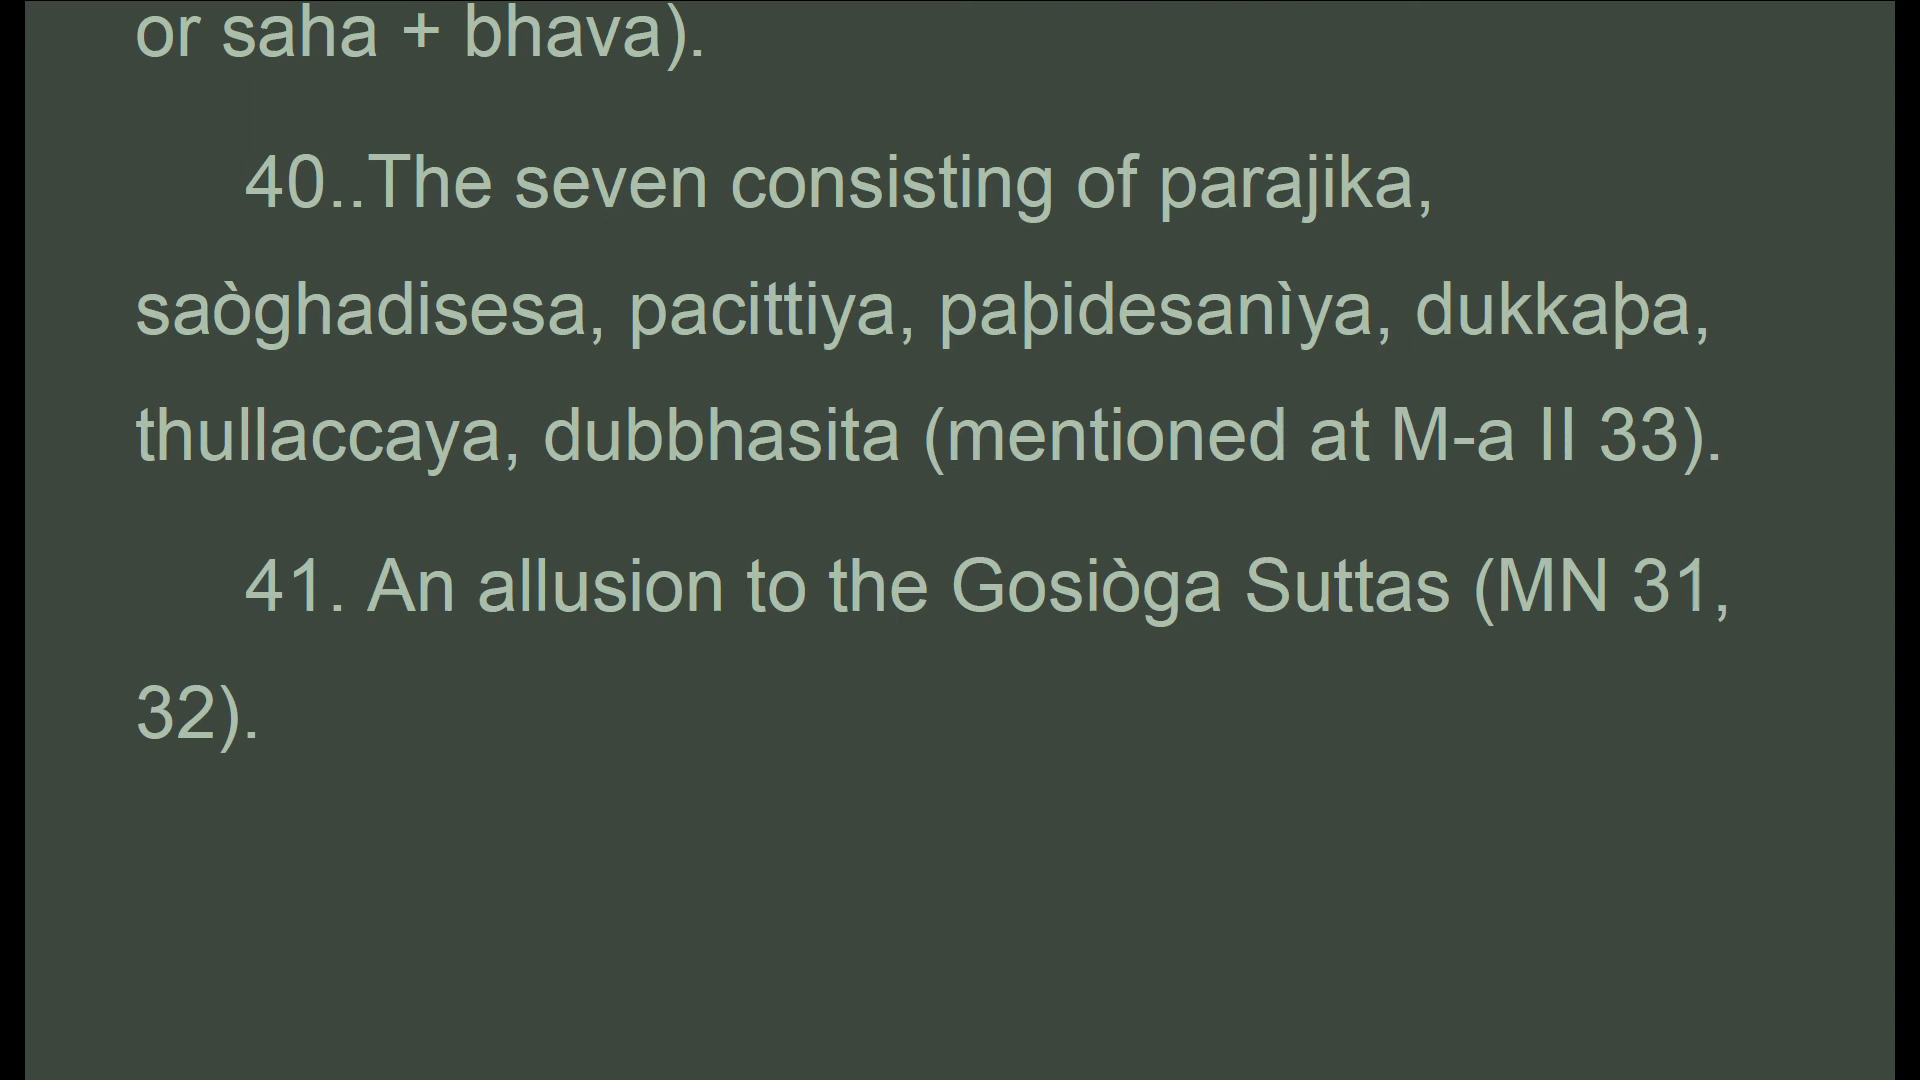 or saha + bhava).
40..The seven consisting of parajika,
saòghadisesa, pacittiya, paþidesanìya, dukkaþa,
thullaccaya, dubbhasita (mentioned at M-a II 33).
41. An allusion to the Gosiòga Suttas (MN 31,
32).